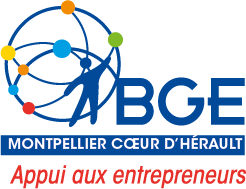 BGE
MONTPELLIER CŒUR D'HÉRAULT
Appui aux entrepreneurs